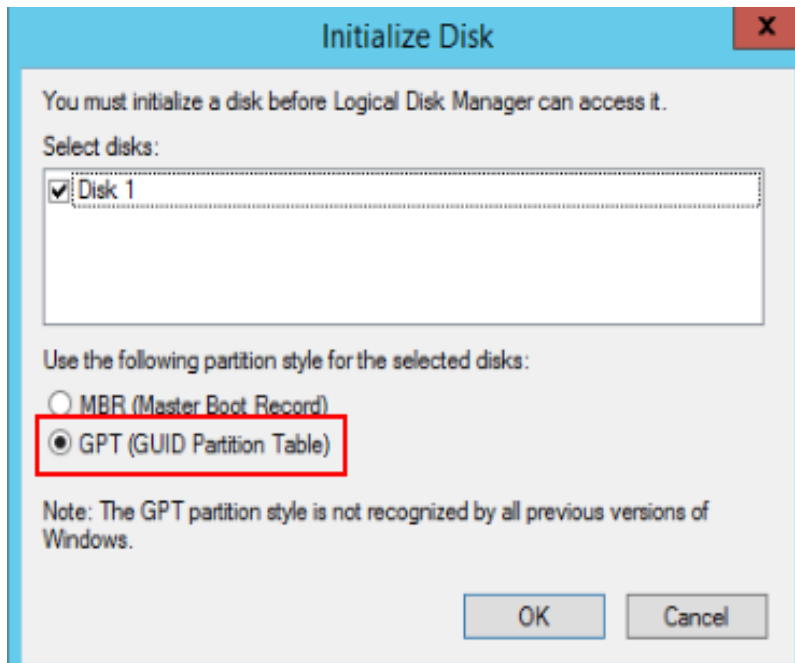 Initialize Disk
x
You must initialize a disk before Logical Disk Manager can access it.
Select disks:
Disk 1
Use the following partition style for the selected disks:
MBR (Master Boot Record)
GPT (GUID Partition Table)
Note: The GPT partition style is not recognized by all previous versions of
Windows.
OK
Cancel